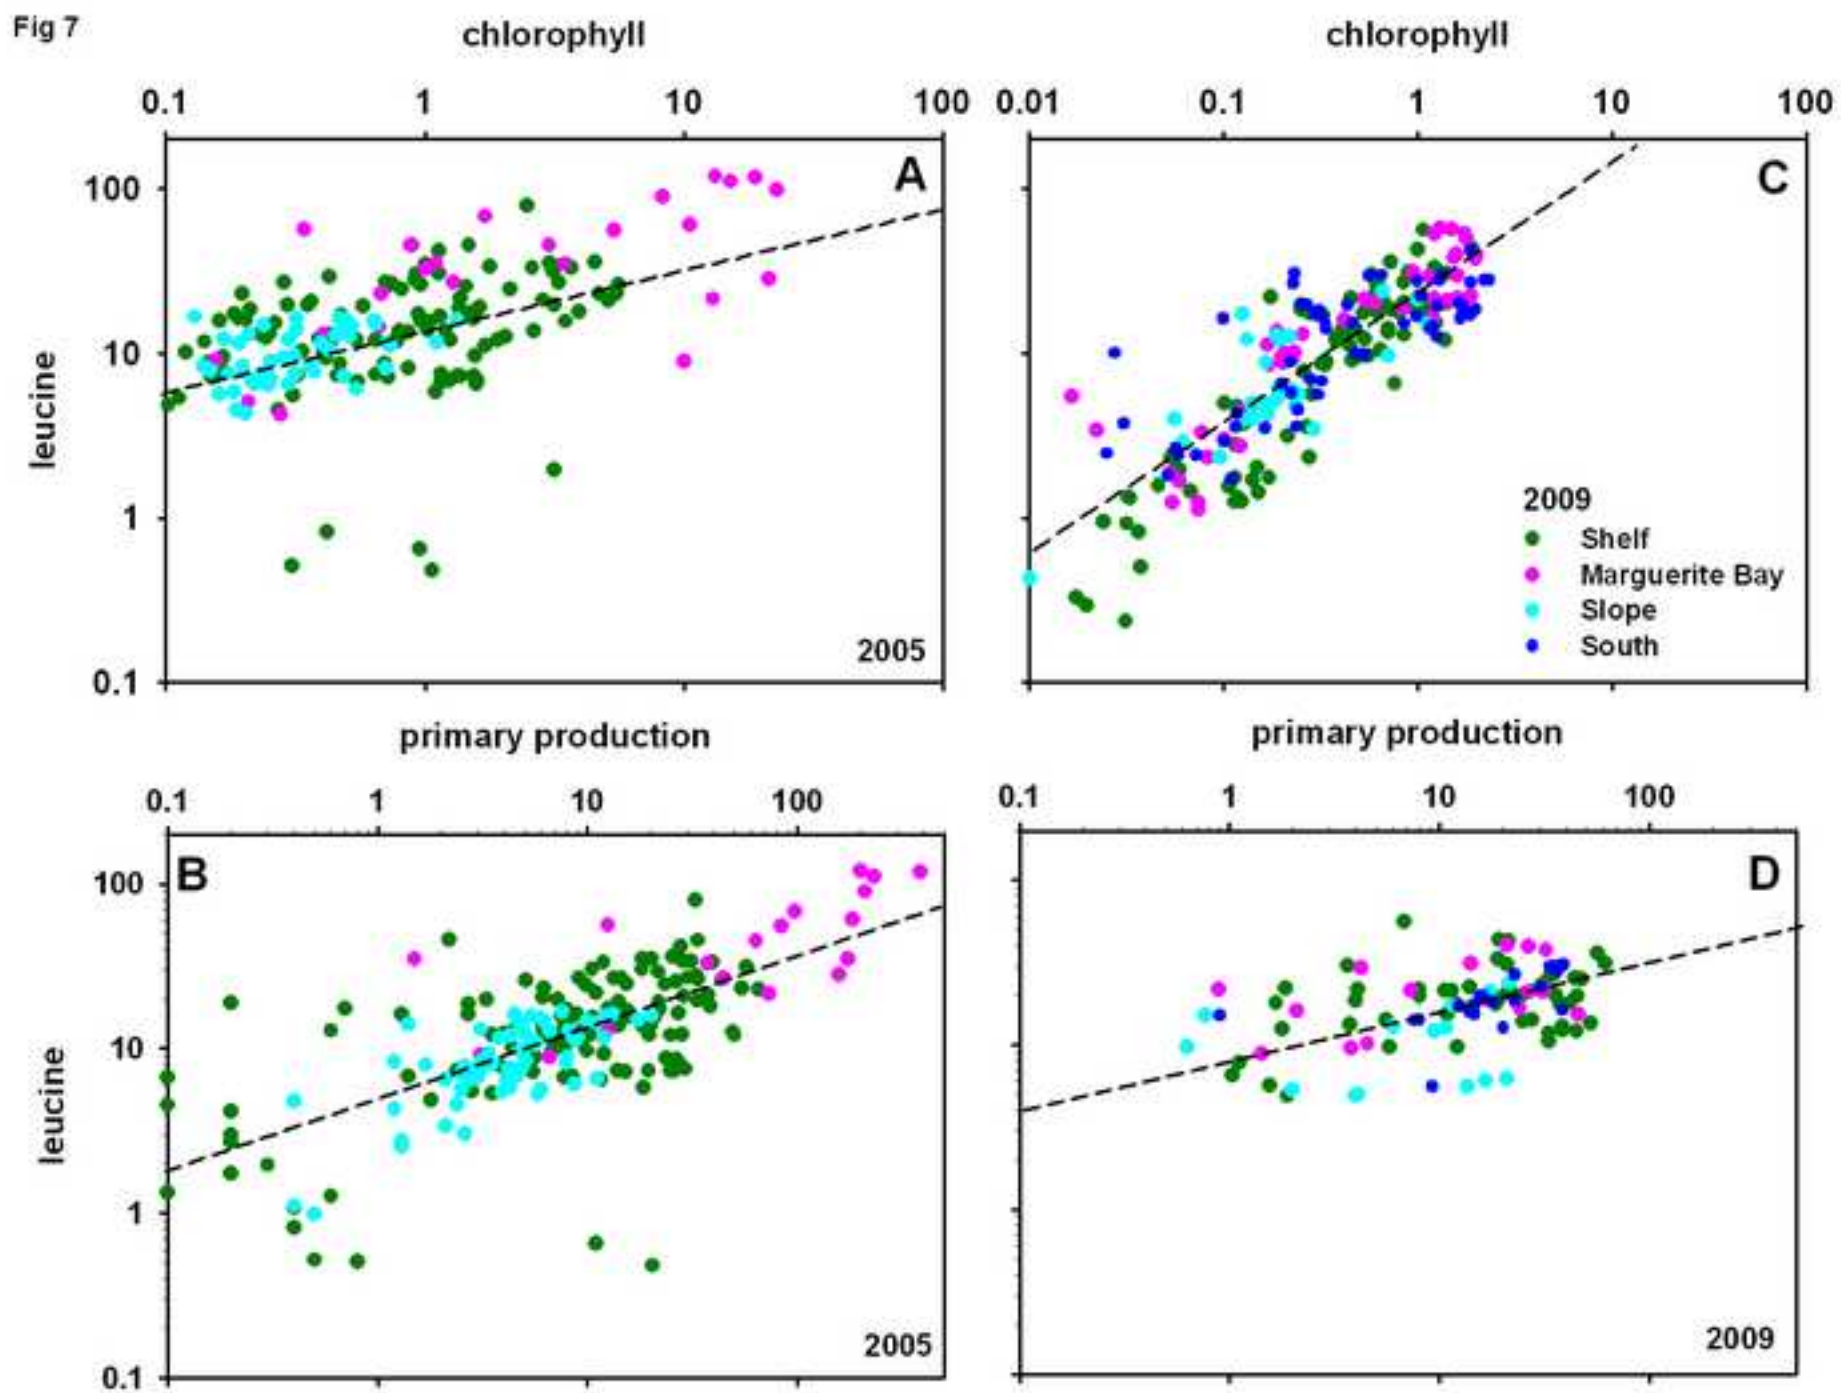 Fig 7
chlorophyll
chlorophyll
0.1 1 10 100
0.01 0.1 1 10 100
A
C
100
10
1
0.1
leucine
2005
2009
Shelf
Marguerite Bay
Slope
South
primary production
primary production
0.1 1 10 100
0.1 1 10 100
B
D
100
10
1
0.1
leucine
2005
2009